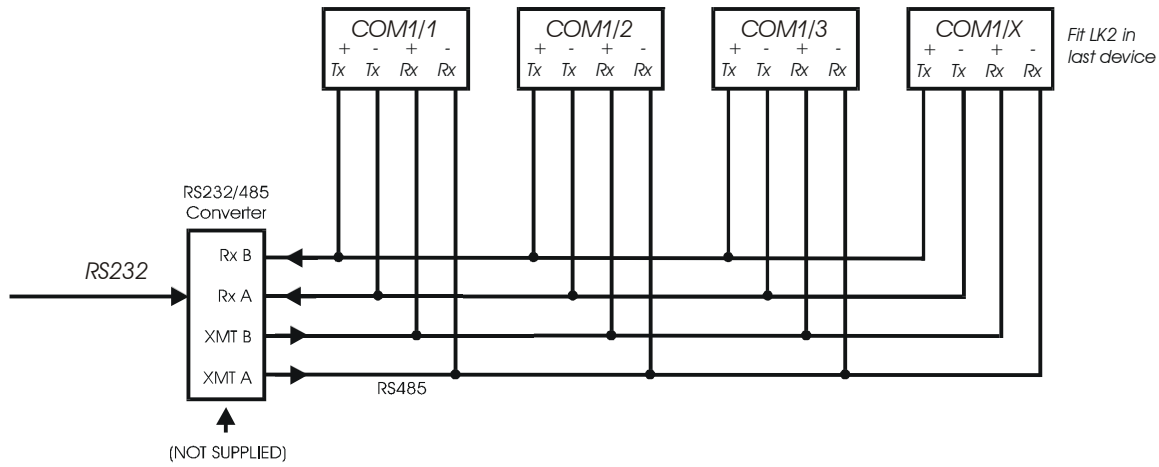 COM1/1
+ - + -
Tx Tx Rx Rx
COM1/2
+ - + -
Tx Tx Rx Rx
COM1/3
+ - + -
Tx Tx Rx Rx
COM1/X
+ - + -
Tx Tx Rx Rx
Fit LK2 in
last device
RS232/485
Converter
RS232
Rx B
Rx A
XMT B
XMT A
RS485
(NOT SUPPLIED)